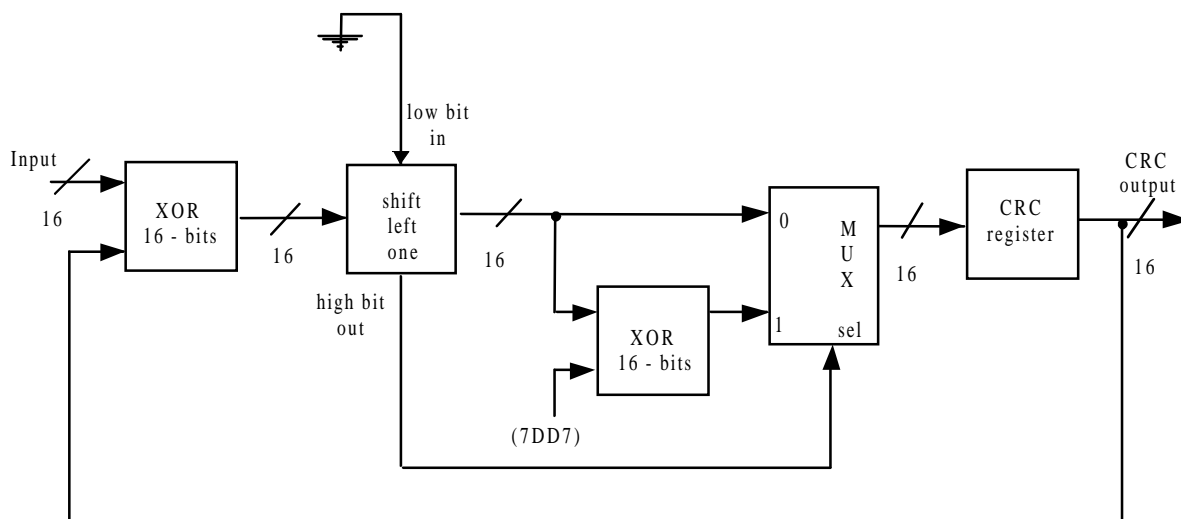 low bit
in
Input
16
XOR
16 - bits
16
shift
left
one
16
high bit
out
0
1
M
U
X
sel
16
XOR
16 - bits
(7DD7)
CRC
register
CRC
output
16